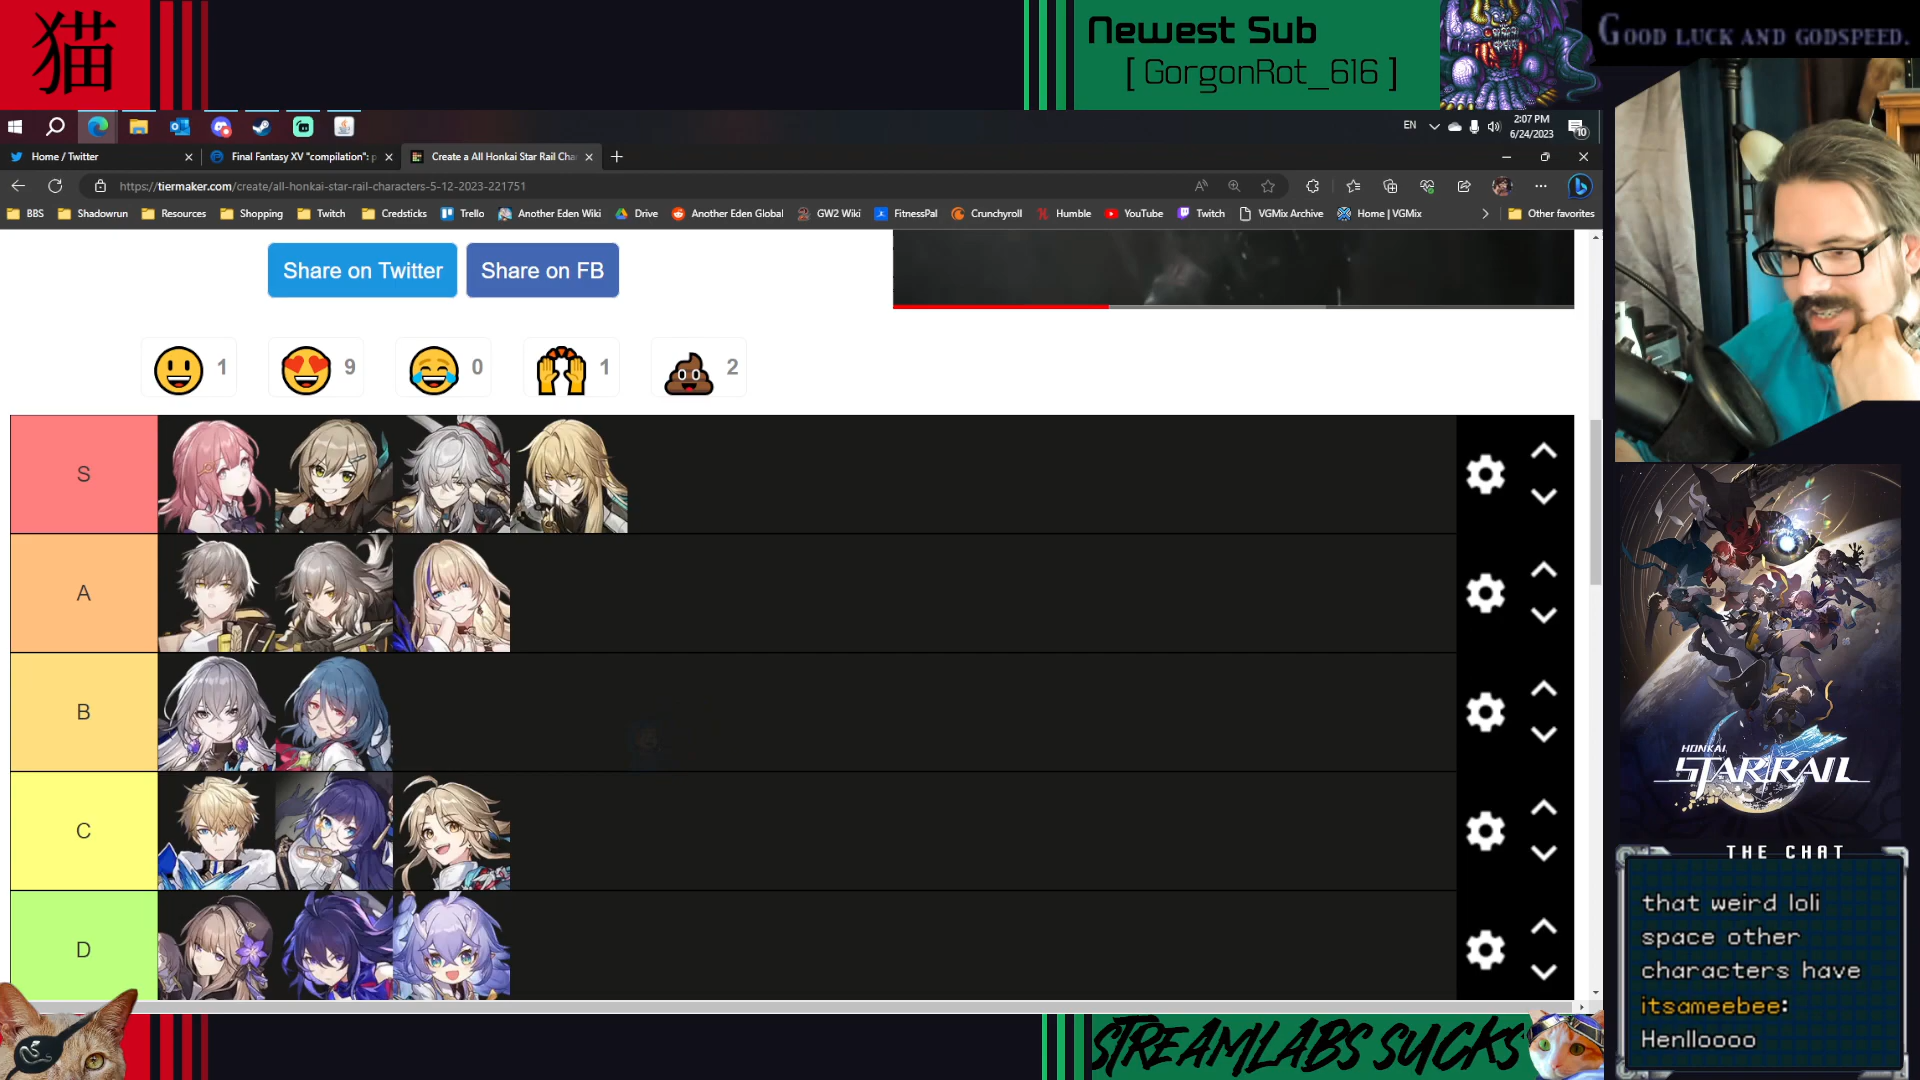 猫
Newest Sub
[ GorgonRot_616 ]
GOOD LUCK AND GODSPEED.
EN
2:07 PM
6/24/2023
10
Home / Twitter
Final Fantasy XV "compilation": p
Create a All Honkai Star Rail Cha
https://tiermaker.com/create/all-honkai-star-rail-characters-5-12-2023-221751
BBS
Shadowrun
Resources
Shopping
Twitch
Credsticks
Trello
Another Eden Wiki
Drive
Another Eden Global
GW2 Wiki
FitnessPal
Crunchyroll
Humble
YouTube
Twitch
VGMix Archive
Home | VGMix
Other favorites
Share on Twitter
Share on FB
1
9
0
1
2
S
A
B
C
D
HONKAI
STAR RAIL
THE CHAT
that weird loli
space other
characters have
itsameebee:
Henlloooo
STREAMLABS SUCKS